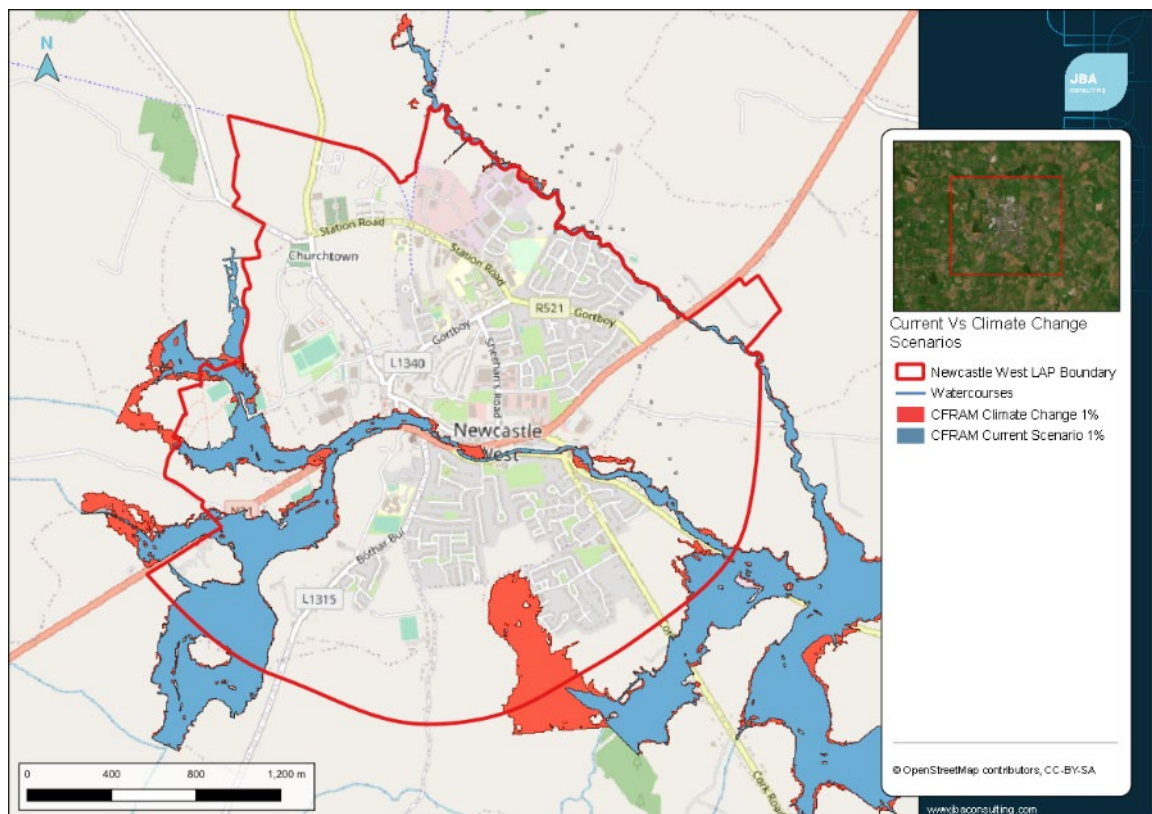 N
JBA
CONSULTING
Station Road
Churchtown
Station Road
R521
Gortboy
Gortboy
L1340
Sheehan's Road
Newcastle
West
N21
Bothar Bui
L1315
Cork Road
0 400 800 1,200 m
Current Vs Climate Change
Scenarios
Newcastle West LAP Boundary
Watercourses
CFRAM Climate Change 1%
CFRAM Current Scenario 1%
© OpenStreetMap contributors, CC-BY-SA
www.jbaconsulting.com